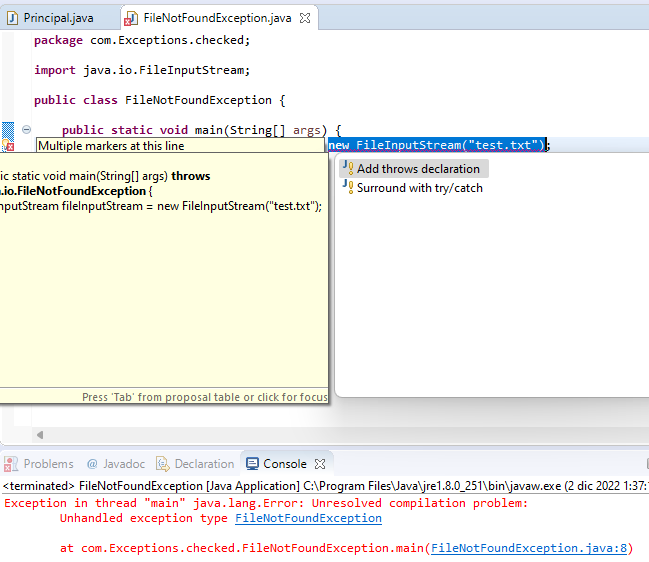 Principal.java
FileNotFoundException.java
package com.Exceptions.checked;
import java.io.FileInputStream;
public class FileNotFoundException {
public static void main(String[] args) {
Multiple markers at this line
new FileInputStream("test.txt");
ic static void main(String[] args) throws
.io.FileNotFoundException {
nputStream fileInputStream = new FileInputStream("test.txt");
Add throws declaration
Surround with try/catch
Press 'Tab' from proposal table or click for focus
Problems @ Javadoc Declaration Console
<terminated> FileNotFoundException [Java Application] C:\Program Files\Java\jre1.8.0_251\bin\javaw.exe (2 dic 2022 1:37:
Exception in thread "main" java.lang.Error: Unresolved compilation problem:
Unhandled exception type FileNotFoundException
at com.Exceptions.checked.FileNotFoundException.main(FileNotFoundException.java:8)